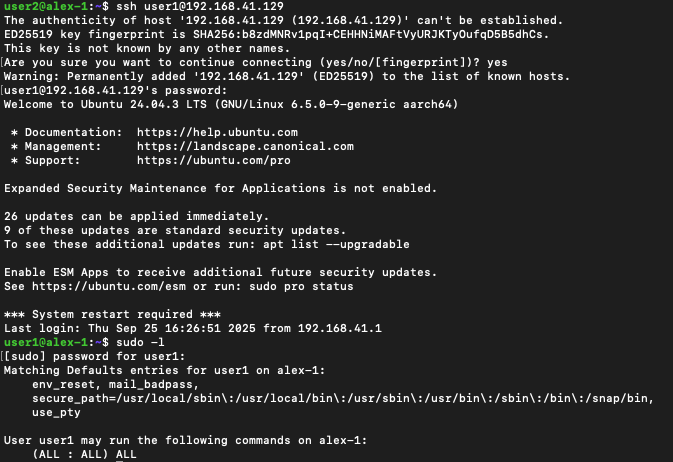 user2@alex-1:~$ ssh user1@192.168.41.129
The authenticity of host '192.168.41.129 (192.168.41.129)' can't be established.
ED25519 key fingerprint is SHA256:b8zdMNRv1pqI+CEHHNiMAFtVyURJKTyOufqD5B5dhCs.
This key is not known by any other names.
[Are you sure you want to continue connecting (yes/no/[fingerprint])? yes
Warning: Permanently added '192.168.41.129' (ED25519) to the list of known hosts.
[user1@192.168.41.129's password:
Welcome to Ubuntu 24.04.3 LTS (GNU/Linux 6.5.0-9-generic aarch64)

 * Documentation:  https://help.ubuntu.com
 * Management:     https://landscape.canonical.com
 * Support:        https://ubuntu.com/pro

Expanded Security Maintenance for Applications is not enabled.

26 updates can be applied immediately.
9 of these updates are standard security updates.
To see these additional updates run: apt list --upgradable

Enable ESM Apps to receive additional future security updates.
See https://ubuntu.com/esm or run: sudo pro status

*** System restart required ***
Last login: Thu Sep 25 16:26:51 2025 from 192.168.41.1
user1@alex-1:~$ sudo -l
[[sudo] password for user1:
Matching Defaults entries for user1 on alex-1:
    env_reset, mail_badpass,
    secure_path=/usr/local/sbin\:/usr/local/bin\:/usr/sbin\:/usr/bin\:/sbin\:/bin\:/snap/bin,
    use_pty

User user1 may run the following commands on alex-1:
    (ALL : ALL) ALL